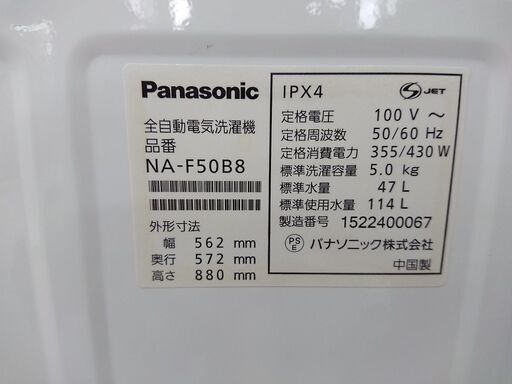 Panasonic
全自動電気洗濯機
品番
NA-F50B8
外形寸法
幅 562 mm
奥行 572 mm
高さ 880 mm
IPX4
S JET
定格電圧 100 V ～
定格周波数 50/60 Hz
定格消費電力 355/430 W
標準洗濯容量 5.0 kg
標準水量 47 L
標準使用水量 114 L
製造番号 1522400067
PS E パナソニック株式会社
中国製